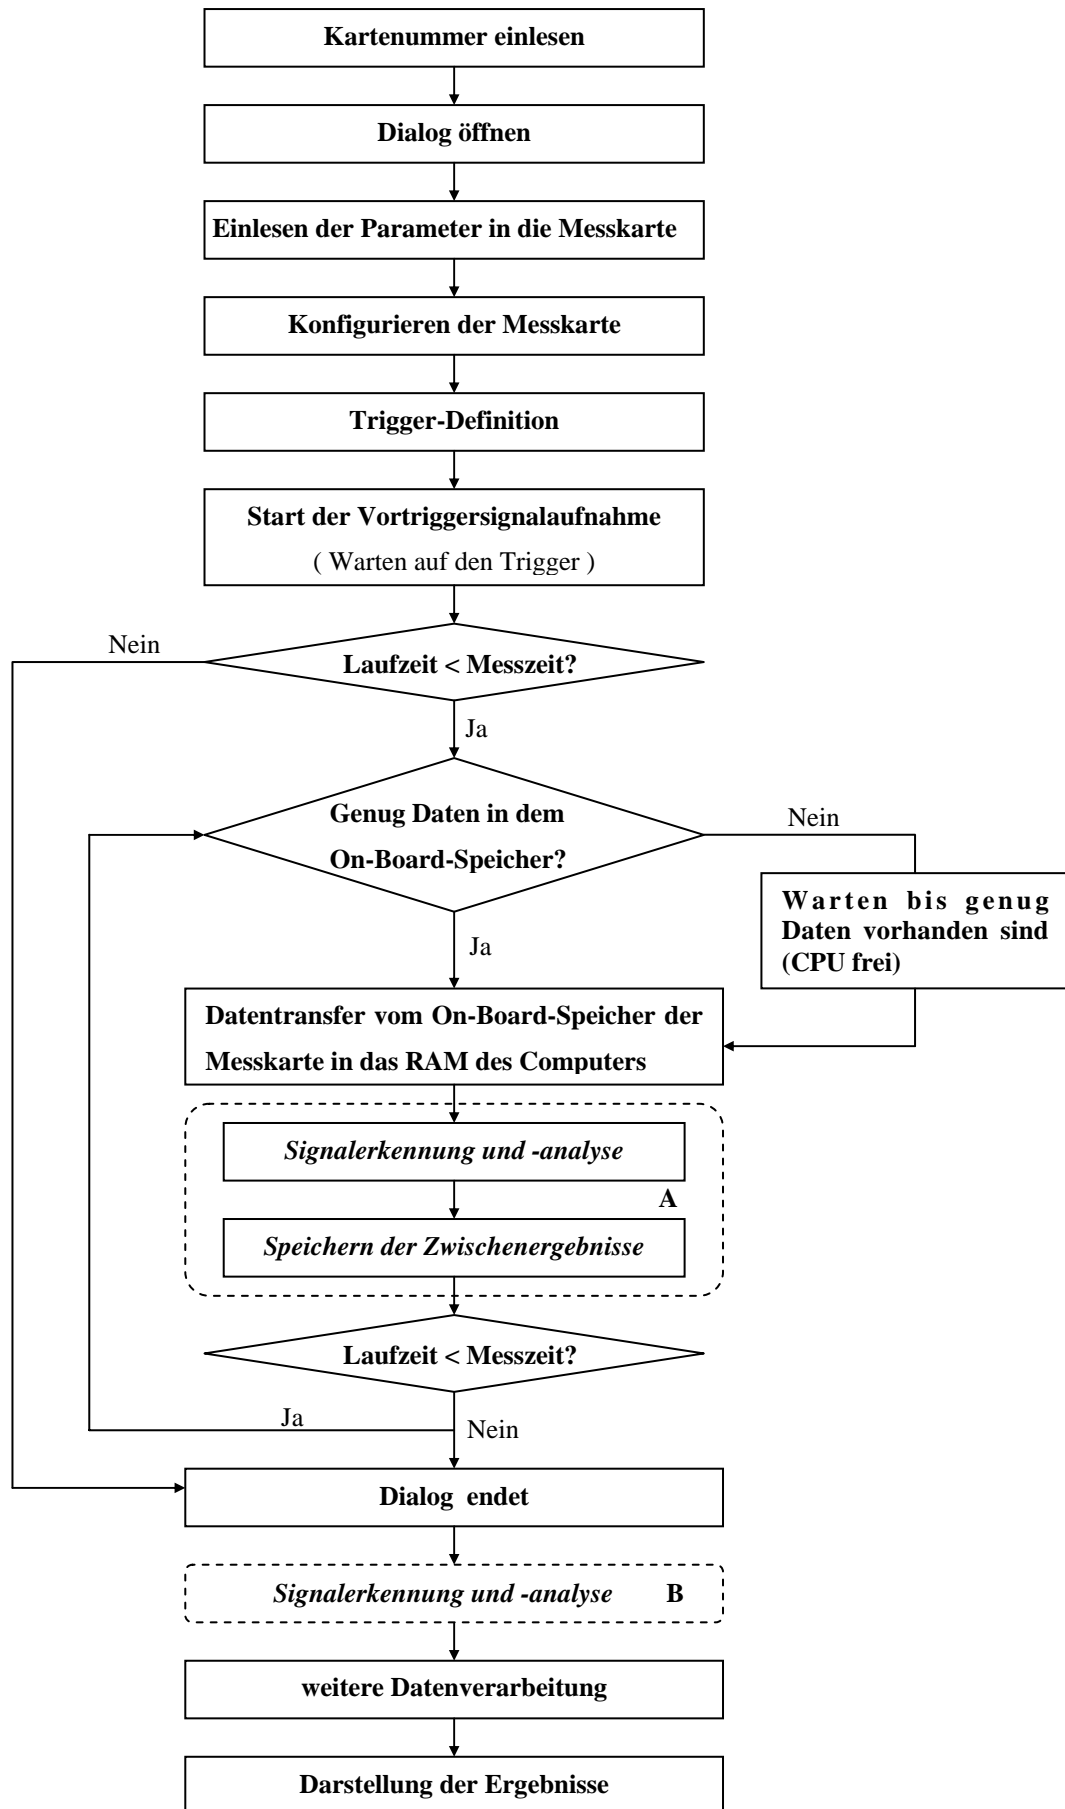 Kartenummer einlesen
Dialog öffnen
Einlesen der Parameter in die Messkarte
Konfigurieren der Messkarte
Trigger-Definition
Start der Vortriggersignalaufnahme
( Warten auf den Trigger )
Nein
Laufzeit < Messzeit?
Ja
Genug Daten in dem
On-Board-Speicher?
Nein
Warten bis genug
Daten vorhanden sind
(CPU frei)
Ja
Datentransfer vom On-Board-Speicher der
Messkarte in das RAM des Computers
Signalerkennung und -analyse
A
Speichern der Zwischenergebnisse
Laufzeit < Messzeit?
Ja
Nein
Dialog endet
Signalerkennung und -analyse B
weitere Datenverarbeitung
Darstellung der Ergebnisse